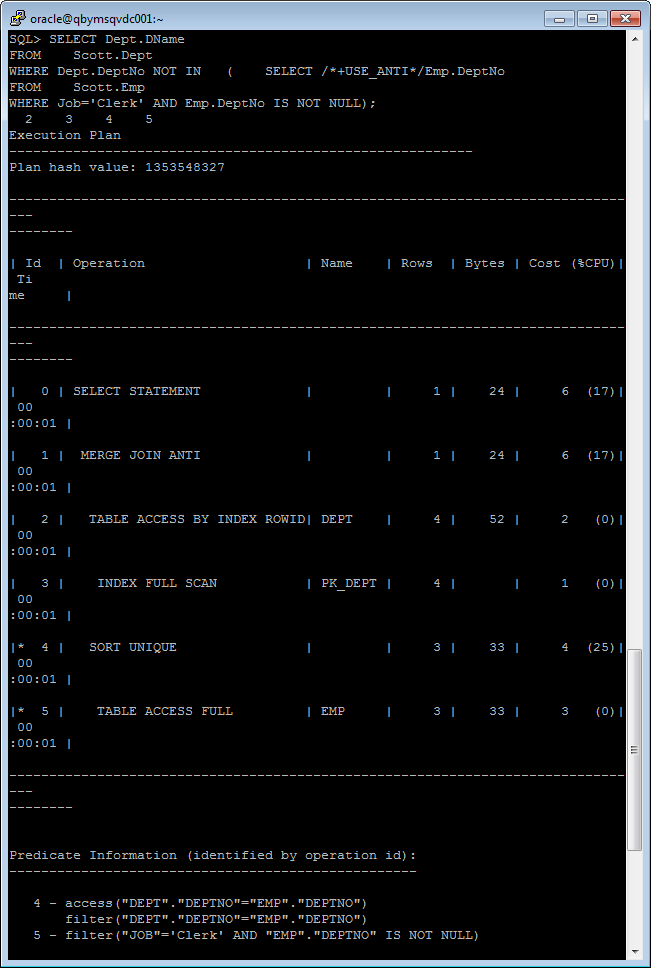 oracle@qbymsqvdc001:~
SQL> SELECT Dept.DName
FROM    Scott.Dept
WHERE Dept.DeptNo NOT IN   (    SELECT /*+USE_ANTI*/Emp.DeptNo
FROM    Scott.Emp
WHERE Job='Clerk' AND Emp.DeptNo IS NOT NULL);
  2    3    4    5
Execution Plan
----------------------------------------------------------
Plan hash value: 1353548327

-----------------------------------------------------------------------------
---
--------

| Id  | Operation                    | Name    | Rows  | Bytes | Cost (%CPU)|
 Ti
me     |

-----------------------------------------------------------------------------
---
--------

|   0 | SELECT STATEMENT             |         |     1 |    24 |     6  (17)|
 00
:00:01 |

|   1 |  MERGE JOIN ANTI             |         |     1 |    24 |     6  (17)|
 00
:00:01 |

|   2 |   TABLE ACCESS BY INDEX ROWID| DEPT    |     4 |    52 |     2   (0)|
 00
:00:01 |

|   3 |    INDEX FULL SCAN           | PK_DEPT |     4 |       |     1   (0)|
 00
:00:01 |

|*  4 |   SORT UNIQUE                |         |     3 |    33 |     4  (25)|
 00
:00:01 |

|*  5 |    TABLE ACCESS FULL         | EMP     |     3 |    33 |     3   (0)|
 00
:00:01 |

-----------------------------------------------------------------------------
---
--------


Predicate Information (identified by operation id):
---------------------------------------------------

   4 - access("DEPT"."DEPTNO"="EMP"."DEPTNO")
       filter("DEPT"."DEPTNO"="EMP"."DEPTNO")
   5 - filter("JOB"='Clerk' AND "EMP"."DEPTNO" IS NOT NULL)